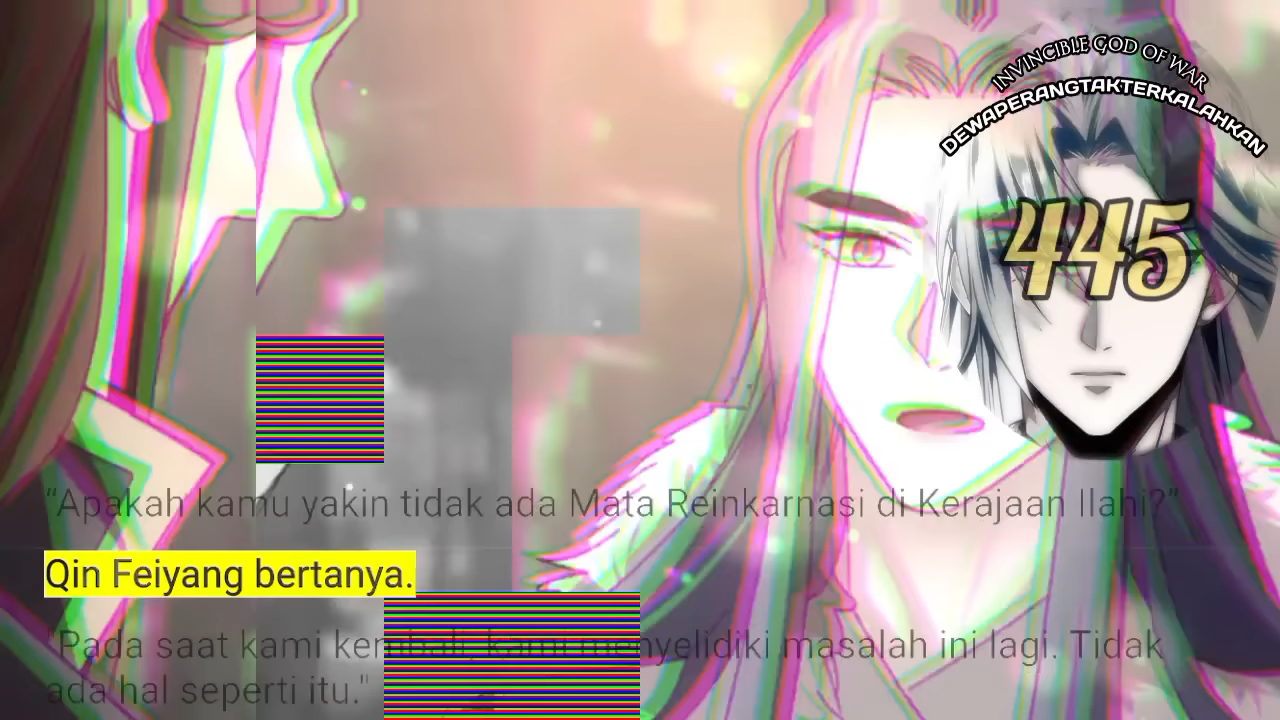 INVINCIBLE GOD OF WAR
DEWAPERANGTAKTERKALAHKAN
445
“Apakah kamu yakin tidak ada Mata Reinkarnasi di Kerajaan Ilahi?”
Qin Feiyang bertanya.
"Pada saat kami kembali, kami menyelidiki masalah ini lagi. Tidak
ada hal seperti itu."